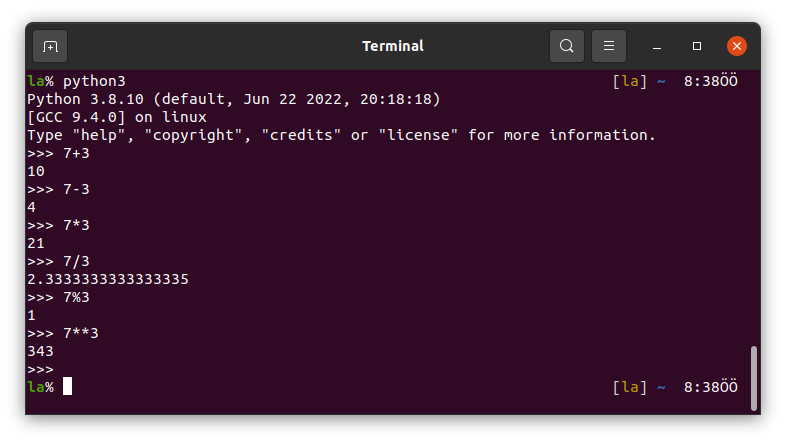 Terminal
la% python3 [la] ~ 8:38ÖÖ
Python 3.8.10 (default, Jun 22 2022, 20:18:18)
[GCC 9.4.0] on linux
Type "help", "copyright", "credits" or "license" for more information.
>>> 7+3
10
>>> 7-3
4
>>> 7*3
21
>>> 7/3
2.3333333333333335
>>> 7%3
1
>>> 7**3
343
>>>
la% [la] ~ 8:38ÖÖ